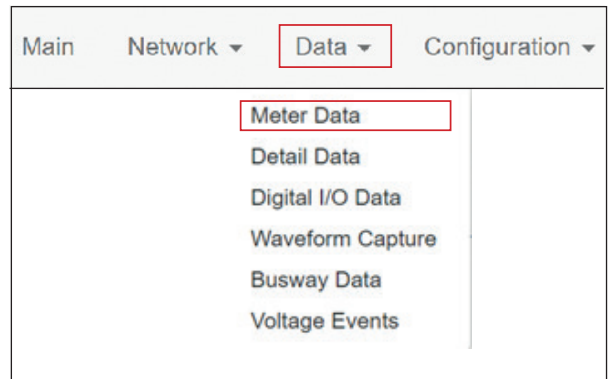 Main Network Data Configuration
Meter Data
Detail Data
Digital I/O Data
Waveform Capture
Busway Data
Voltage Events